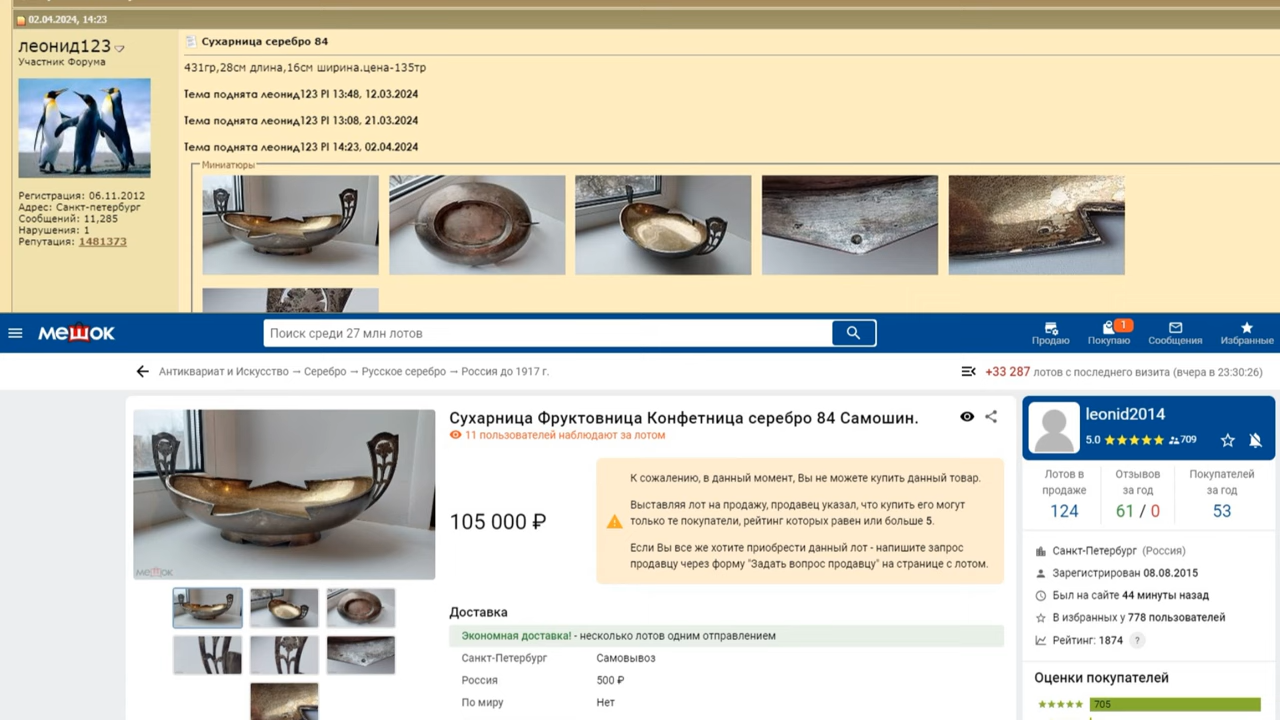 02.04.2024, 14:23
леонид123
Участник Форума
Сухарница серебро 84
431гр,28см длина,16см ширина.цена-135тр
Тема поднята леонид123 PI 13:48, 12.03.2024
Тема поднята леонид123 PI 13:08, 21.03.2024
Тема поднята леонид123 PI 14:23, 02.04.2024
Миниатюры
Регистрация: 06.11.2012
Адрес: Санкт-петербург
Сообщений: 11,285
Нарушения: 1
Репутация: 1481373
мешок
Поиск среди 27 млн лотов
Продаю
1
Покупаю
Сообщения
Избранные
Антиквариат и Искусство → Серебро → Русское серебро → Россия до 1917 г.
+33 287 лотов с последнего визита (вчера в 23:30:26)
Сухарница Фруктовница Конфетница серебро 84 Самошин.
11 пользователей наблюдают за лотом
105 000 ₽
К сожалению, в данный момент, Вы не можете купить данный товар.
Выставляя лот на продажу, продавец указал, что купить его могут
только те покупатели, рейтинг которых равен или больше 5.
Если Вы все же хотите приобрести данный лот - напишите запрос
продавцу через форму "Задать вопрос продавцу" на странице с лотом.
мешок
Доставка
Экономная доставка! - несколько лотов одним отправлением
Санкт-Петербург Самовывоз
Россия 500 ₽
По миру Нет
leonid2014
5.0 709
Лотов в
продаже
124
Отзывов
за год
61 / 0
Покупателей
за год
53
Санкт-Петербург (Россия)
Зарегистрирован 08.08.2015
Был на сайте 44 минуты назад
В избранных у 778 пользователей
Рейтинг: 1874 ?
Оценки покупателей
705